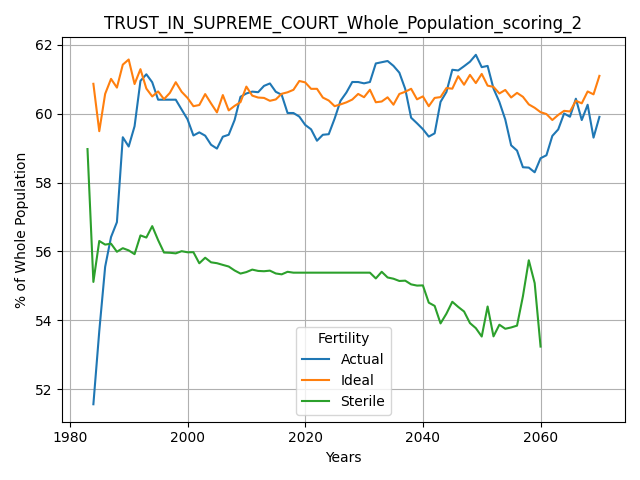 TRUST_IN_SUPREME_COURT_Whole_Population_scoring_2
62
60
58
56
54
52
% of Whole Population
Fertility
Actual
Ideal
Sterile
1980
2000
2020
2040
2060
Years